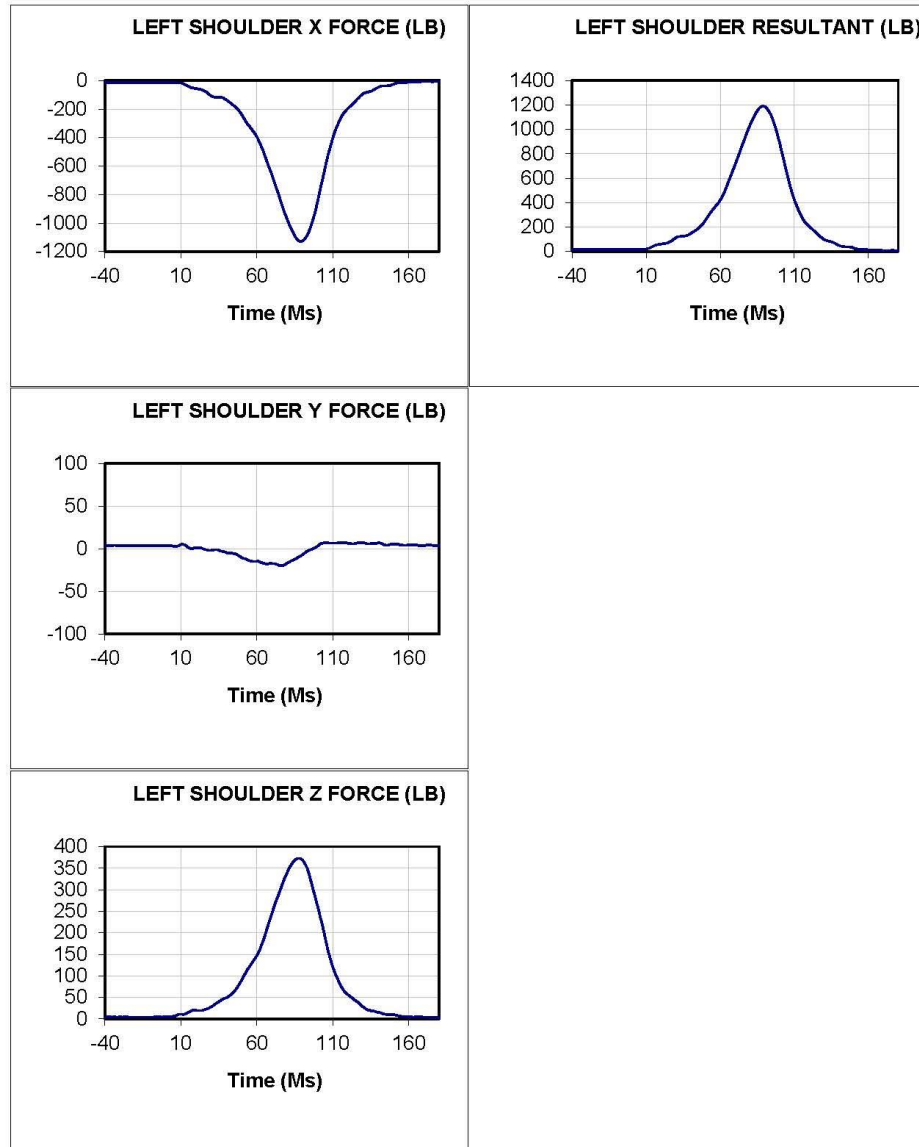 LEFT SHOULDER X FORCE (LB)
0
-200
-400
-600
-800
-1000
-1200
-40 10 60 110 160
Time (Ms)
LEFT SHOULDER RESULTANT (LB)
1400
1200
1000
800
600
400
200
0
-40 10 60 110 160
Time (Ms)
LEFT SHOULDER Y FORCE (LB)
100
50
0
-50
-100
-40 10 60 110 160
Time (Ms)
LEFT SHOULDER Z FORCE (LB)
400
350
300
250
200
150
100
50
0
-40 10 60 110 160
Time (Ms)